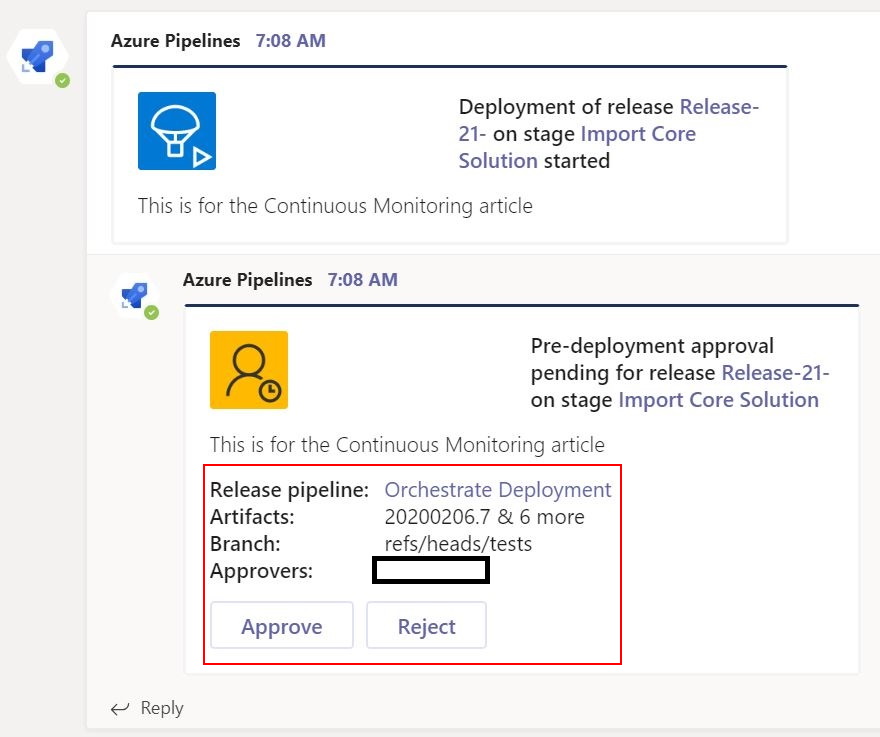 Azure Pipelines 7:08 AM
Deployment of release Release-
21- on stage Import Core
Solution started
This is for the Continuous Monitoring article
Azure Pipelines 7:08 AM
Pre-deployment approval
pending for release Release-21-
on stage Import Core Solution
This is for the Continuous Monitoring article
Release pipeline: Orchestrate Deployment
Artifacts: 20200206.7 & 6 more
Branch: refs/heads/tests
Approvers:
Approve Reject
Reply